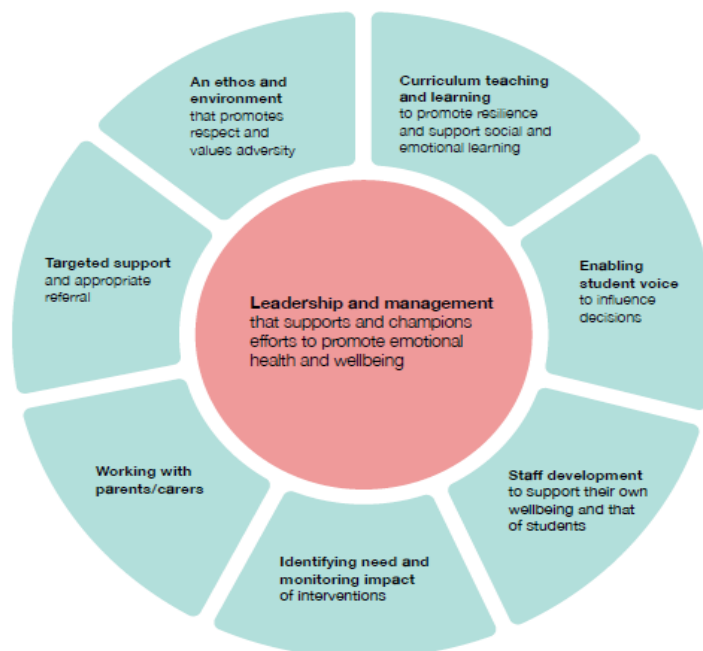 An ethos and
environment
that promotes
respect and
values adversity
Curriculum teaching
and learning
to promote resilience
and support social and
emotional learning
Enabling
student voice
to influence
decisions
Staff development
to support their own
wellbeing and that
of students
Identifying need and
monitoring impact
of interventions
Working with
parents/carers
Targeted support
and appropriate
referral
Leadership and management
that supports and champions
efforts to promote emotional
health and wellbeing